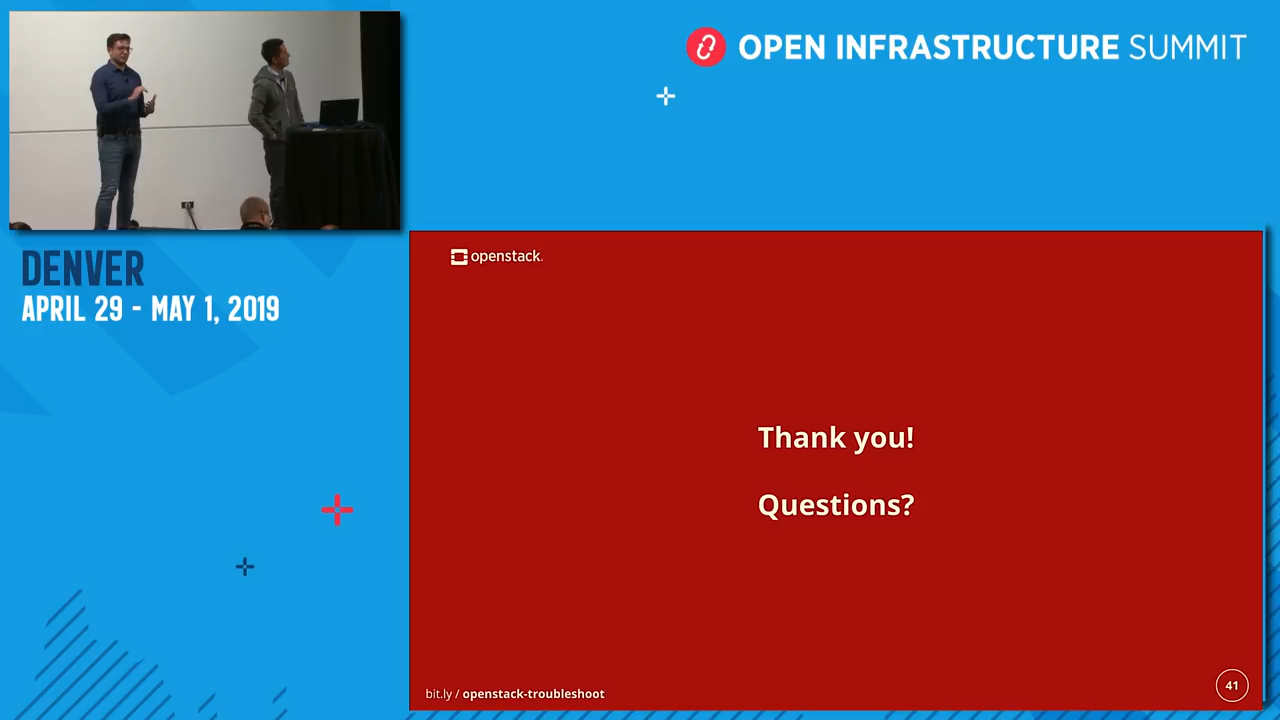 OPEN INFRASTRUCTURE SUMMIT
DENVER
APRIL 29 - MAY 1, 2019
openstack.
Thank you!
Questions?
bit.ly / openstack-troubleshoot
41